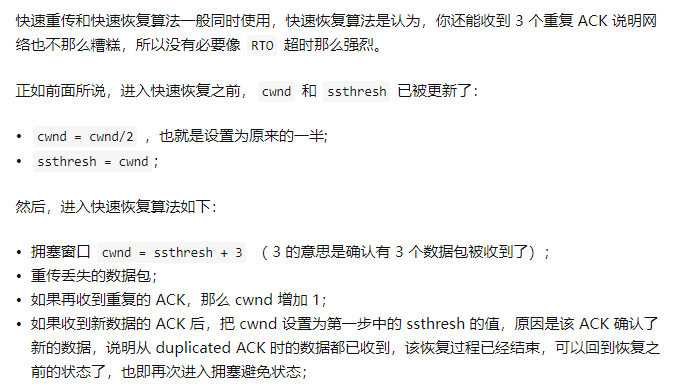 快速重传和快速恢复算法一般同时使用，快速恢复算法是认为，你还能收到 3 个重复 ACK 说明网
络也不那么糟糕，所以没有必要像 RTO 超时那么强烈。
正如前面所说，进入快速恢复之前， cwnd 和 ssthresh 已被更新了：
• cwnd = cwnd/2 ，也就是设置为原来的一半;
• ssthresh = cwnd ;
然后，进入快速恢复算法如下：
• 拥塞窗口 cwnd = ssthresh + 3 （ 3 的意思是确认有 3 个数据包被收到了）;
• 重传丢失的数据包;
• 如果再收到重复的 ACK，那么 cwnd 增加 1;
• 如果收到新数据的 ACK 后，把 cwnd 设置为第一步中的 ssthresh 的值，原因是该 ACK 确认了
新的数据，说明从 duplicated ACK 时的数据都已收到，该恢复过程已经结束，可以回到恢复之
前的状态了，也即再次进入拥塞避免状态;